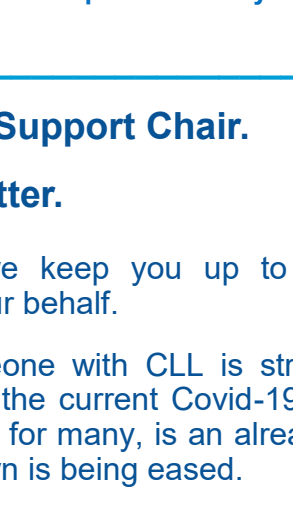 Support Chair.
tter.
e keep you up to
r behalf.
one with CLL is str
the current Covid-19
for many, is an alrea
n is being eased.